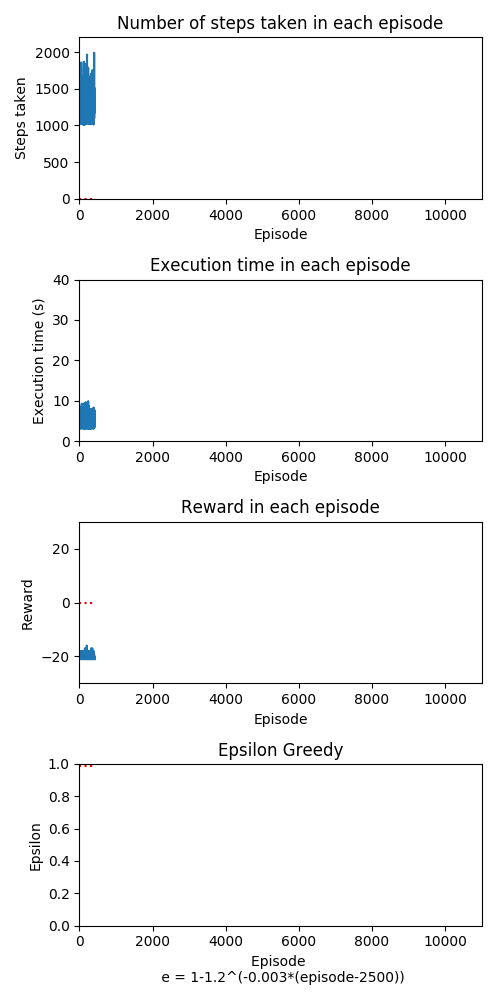 Number of steps taken in each episode
2000
1500
1000
500
0
Steps taken
0 2000 4000 6000 8000 10000
Episode
Execution time in each episode
40
30
20
10
0
Execution time (s)
0 2000 4000 6000 8000 10000
Episode
Reward in each episode
20
0
−20
Reward
0 2000 4000 6000 8000 10000
Episode
Epsilon Greedy
1.0
0.8
0.6
0.4
0.2
0.0
Epsilon
0 2000 4000 6000 8000 10000
Episode
e = 1-1.2^(-0.003*(episode-2500))